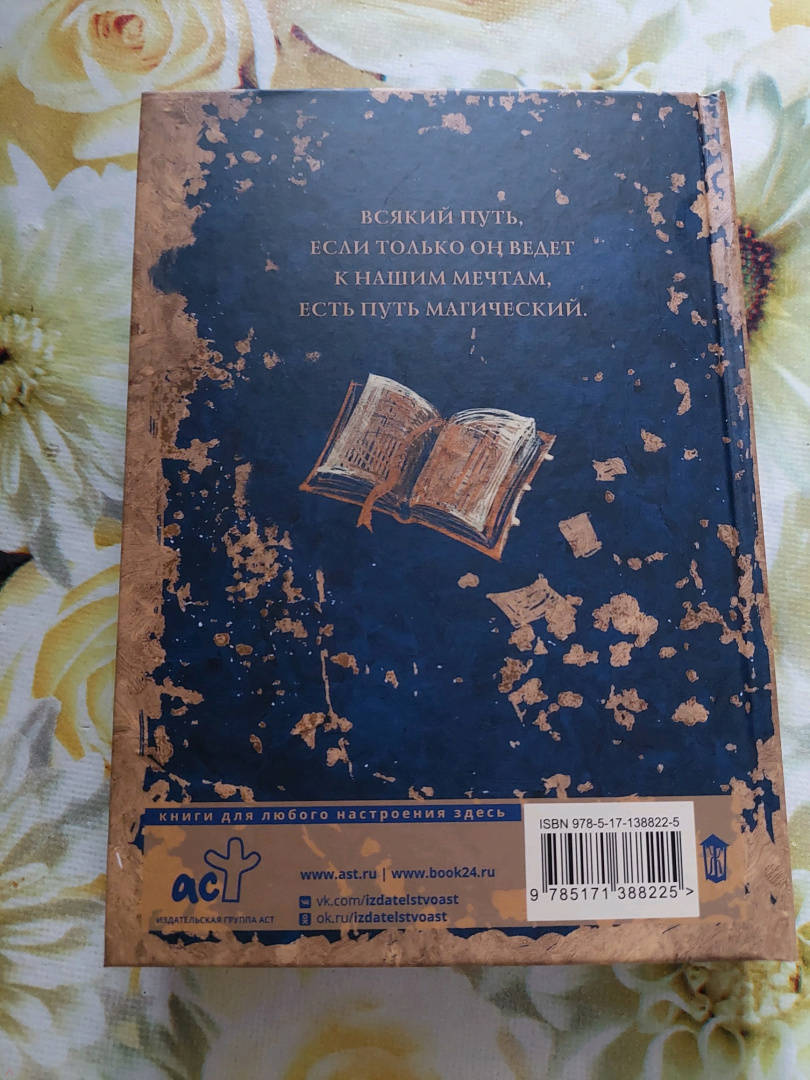 ВСЯКИЙ ПУТЬ,
ЕСЛИ ТОЛЬКО ОН ВЕДЕТ
К НАШИМ МЕЧТАМ,
ЕСТЬ ПУТЬ МАГИЧЕСКИЙ.
книги для любого настроения здесь
аст
ИЗДАТЕЛЬСКАЯ ГРУППА АСТ
www.ast.ru | www.book24.ru
vk.com/izdatelstvoast
ok.ru/izdatelstvoast
ISBN 978-5-17-138822-5
9 785171 388225 >
Ж